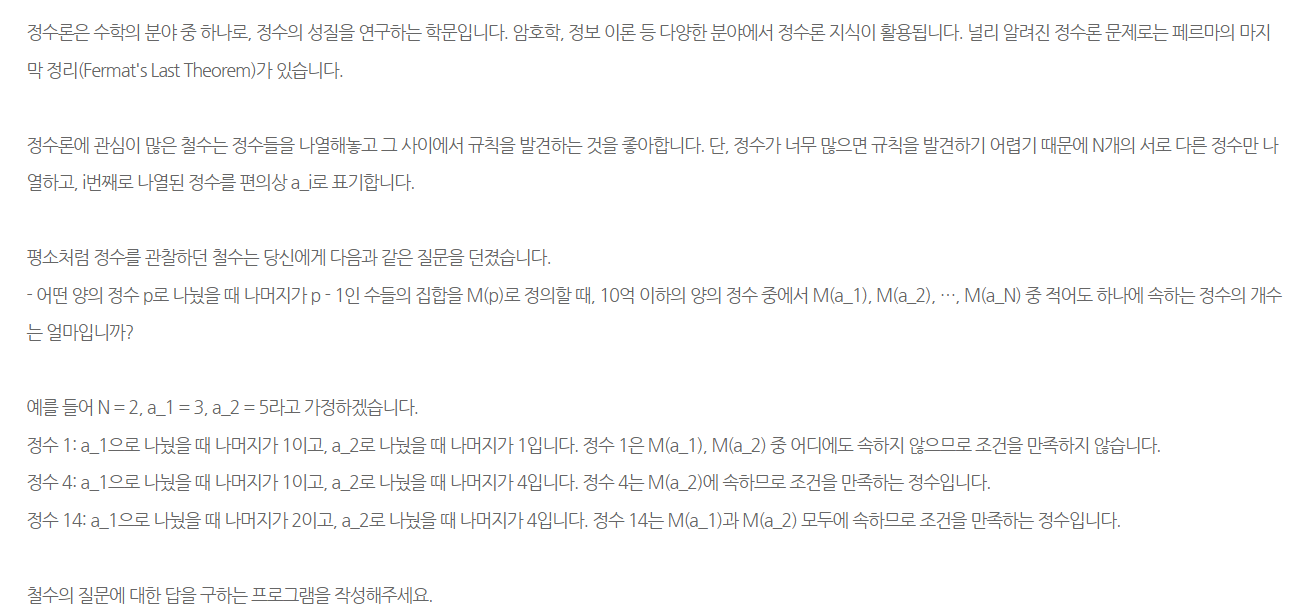 정수론은 수학의 분야 중 하나로, 정수의 성질을 연구하는 학문입니다. 암호학, 정보 이론 등 다양한 분야에서 정수론 지식이 활용됩니다. 널리 알려진 정수론 문제로는 페르마의 마지
막 정리(Fermat's Last Theorem)가 있습니다.
정수론에 관심이 많은 철수는 정수들을 나열해놓고 그 사이에서 규칙을 발견하는 것을 좋아합니다. 단, 정수가 너무 많으면 규칙을 발견하기 어렵기 때문에 N개의 서로 다른 정수만 나
열하고, i번째로 나열된 정수를 편의상 a_i로 표기합니다.
평소처럼 정수를 관찰하던 철수는 당신에게 다음과 같은 질문을 던졌습니다.
- 어떤 양의 정수 p로 나눴을 때 나머지가 p - 1인 수들의 집합을 M(p)로 정의할 때, 10억 이하의 양의 정수 중에서 M(a_1), M(a_2), …, M(a_N) 중 적어도 하나에 속하는 정수의 개수
는 얼마입니까?
예를 들어 N = 2, a_1 = 3, a_2 = 5라고 가정하겠습니다.
정수 1: a_1으로 나눴을 때 나머지가 1이고, a_2로 나눴을 때 나머지가 1입니다. 정수 1은 M(a_1), M(a_2) 중 어디에도 속하지 않으므로 조건을 만족하지 않습니다.
정수 4: a_1으로 나눴을 때 나머지가 1이고, a_2로 나눴을 때 나머지가 4입니다. 정수 4는 M(a_2)에 속하므로 조건을 만족하는 정수입니다.
정수 14: a_1으로 나눴을 때 나머지가 2이고, a_2로 나눴을 때 나머지가 4입니다. 정수 14는 M(a_1)과 M(a_2) 모두에 속하므로 조건을 만족하는 정수입니다.
철수의 질문에 대한 답을 구하는 프로그램을 작성해주세요.